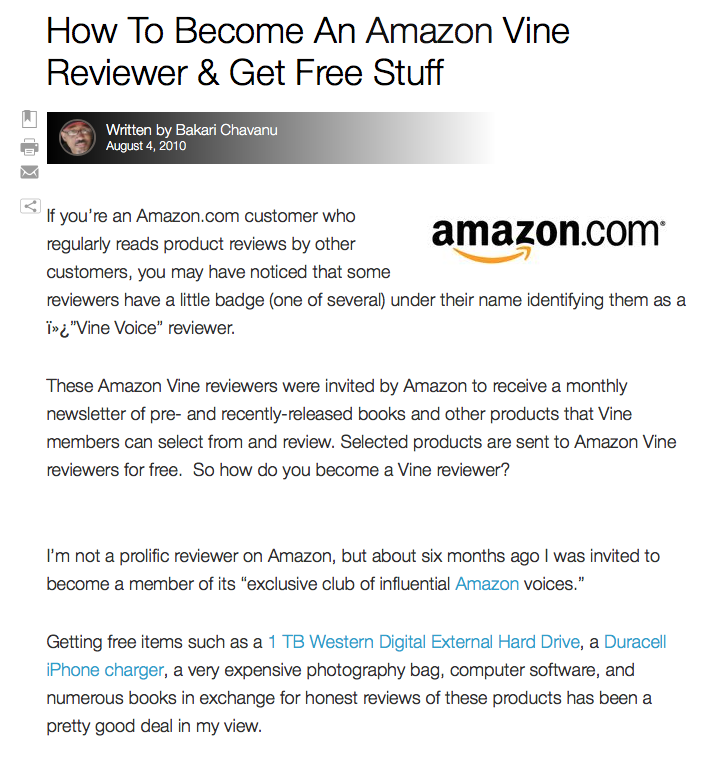 How To Become An Amazon Vine
Reviewer & Get Free Stuff
Written by Bakari Chavanu
August 4, 2010
amazon.com®
If you're an Amazon.com customer who
regularly reads product reviews by other
customers, you may have noticed that some
reviewers have a little badge (one of several) under their name identifying them as a
ï»¿"Vine Voice" reviewer.
These Amazon Vine reviewers were invited by Amazon to receive a monthly
newsletter of pre- and recently-released books and other products that Vine
members can select from and review. Selected products are sent to Amazon Vine
reviewers for free.  So how do you become a Vine reviewer?
I'm not a prolific reviewer on Amazon, but about six months ago I was invited to
become a member of its “exclusive club of influential Amazon voices.”
Getting free items such as a 1 TB Western Digital External Hard Drive, a Duracell
iPhone charger, a very expensive photography bag, computer software, and
numerous books in exchange for honest reviews of these products has been a
pretty good deal in my view.